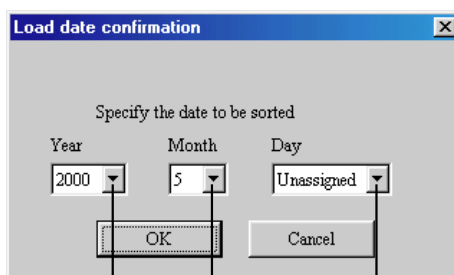 Load date confirmation
Specify the date to be sorted
Year Month Day
2000 5 Unassigned
OK Cancel